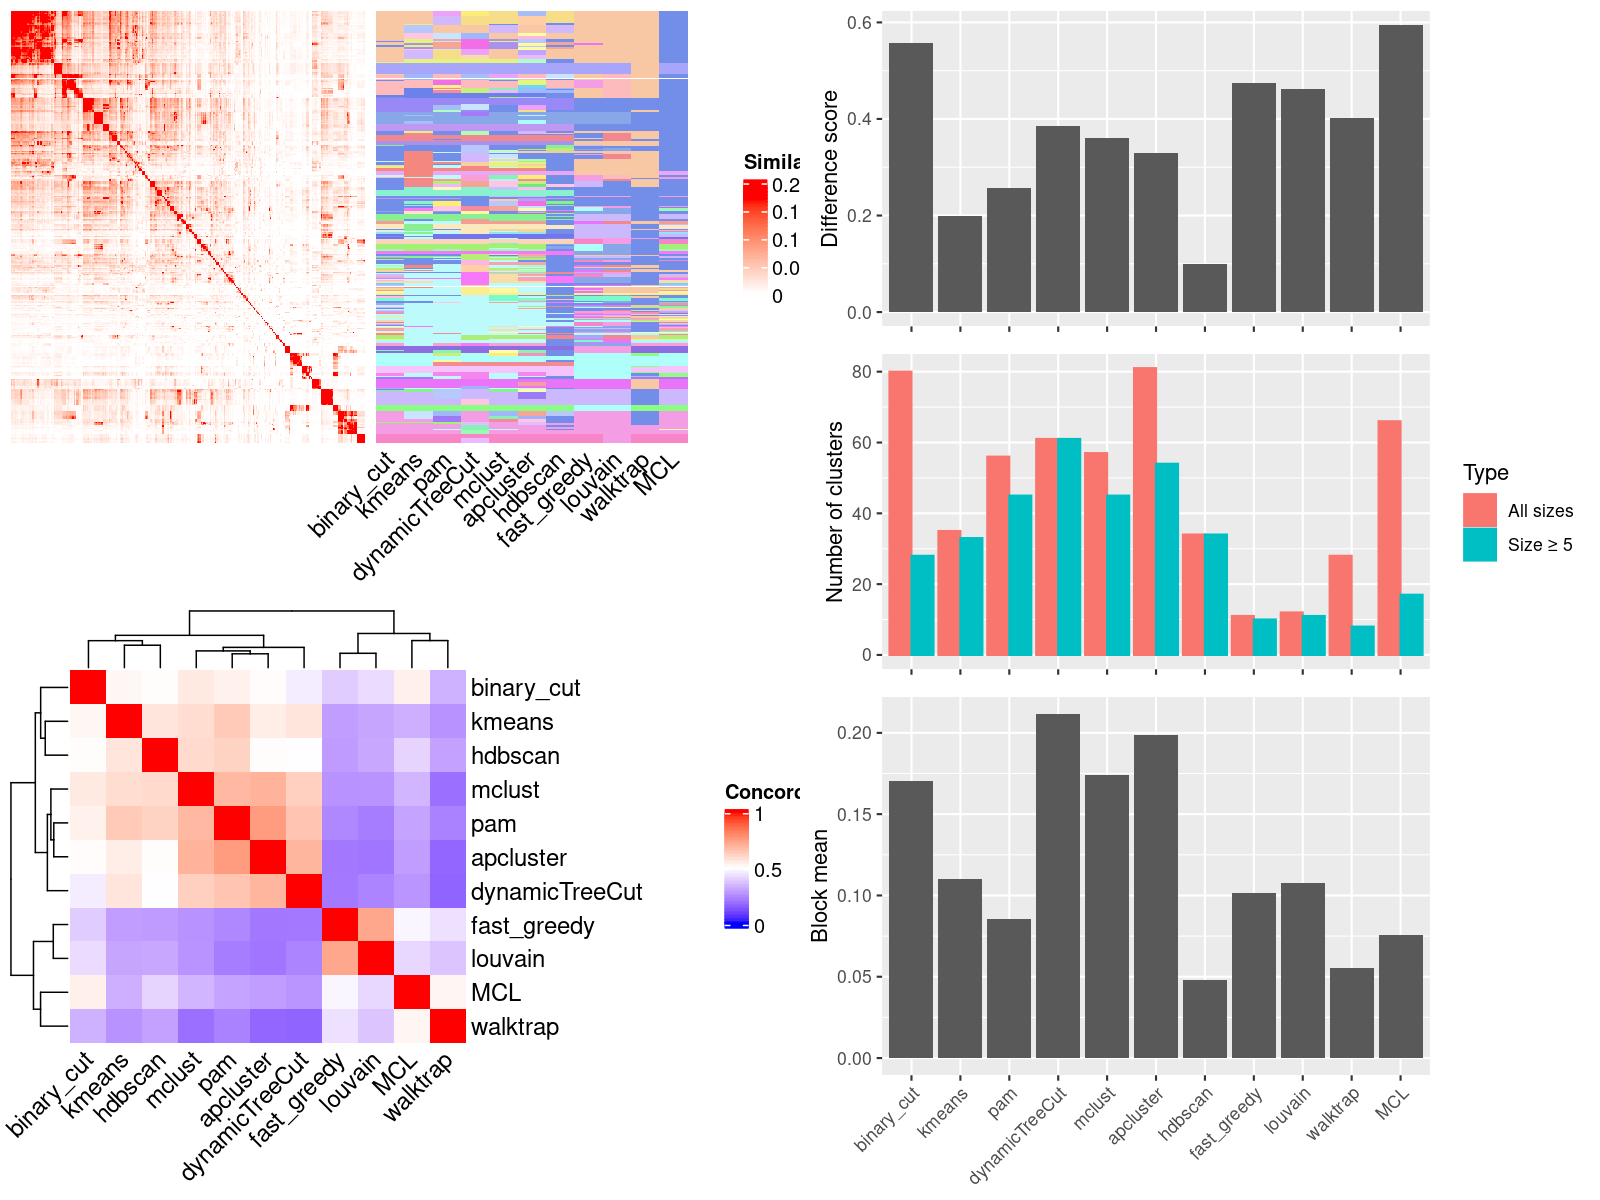 Simila
0.2
0.1
0.1
0.0
0
binary_cut
kmeans
pam
dynamicTreeCut
mclust
apcluster
hdbscan
fast_greedy
louvain
walktrap
MCL
binary_cut
kmeans
hdbscan
mclust
pam
apcluster
dynamicTreeCut
fast_greedy
louvain
MCL
walktrap
binary_cut
kmeans
hdbscan
mclust
pam
apcluster
dynamicTreeCut
fast_greedy
louvain
MCL
walktrap
Concord
1
0.5
0
Difference score
0.6
0.4
0.2
0.0
Number of clusters
80
60
40
20
0
Type
All sizes
Size ≥ 5
Block mean
0.20
0.15
0.10
0.05
0.00
binary_cut
kmeans
pam
dynamicTreeCut
mclust
apcluster
hdbscan
fast_greedy
louvain
walktrap
MCL